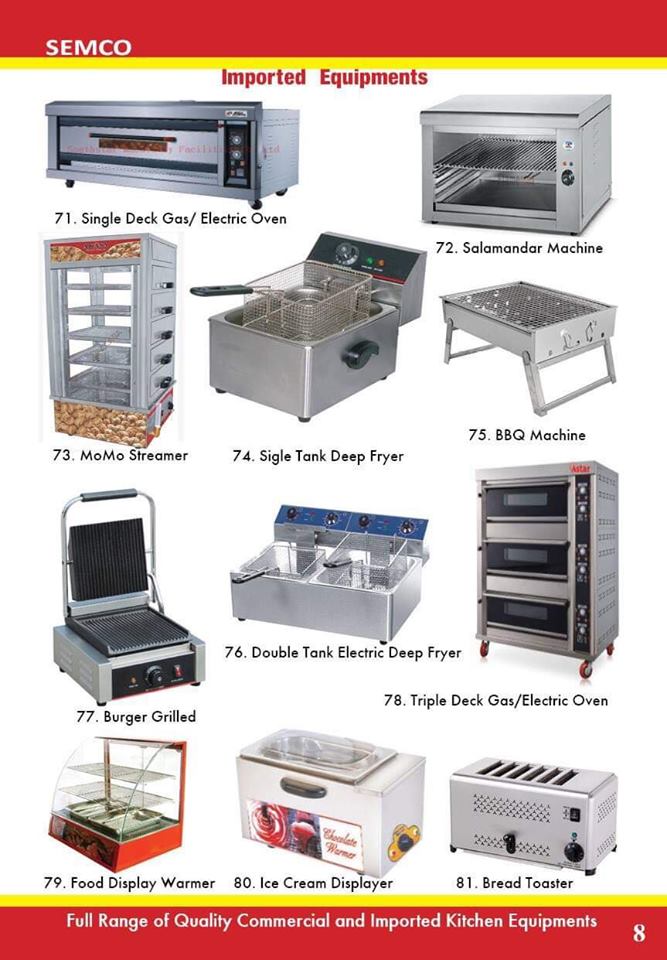 SEMCO
Imported Equipments
71. Single Deck Gas/ Electric Oven
72. Salamandar Machine
73. MoMo Streamer
74. Sigle Tank Deep Fryer
75. BBQ Machine
Astar
76. Double Tank Electric Deep Fryer
77. Burger Grilled
78. Triple Deck Gas/Electric Oven
79. Food Display Warmer
80. Ice Cream Displayer
Chocolate
Warmer
81. Bread Toaster
Full Range of Quality Commercial and Imported Kitchen Equipments
8